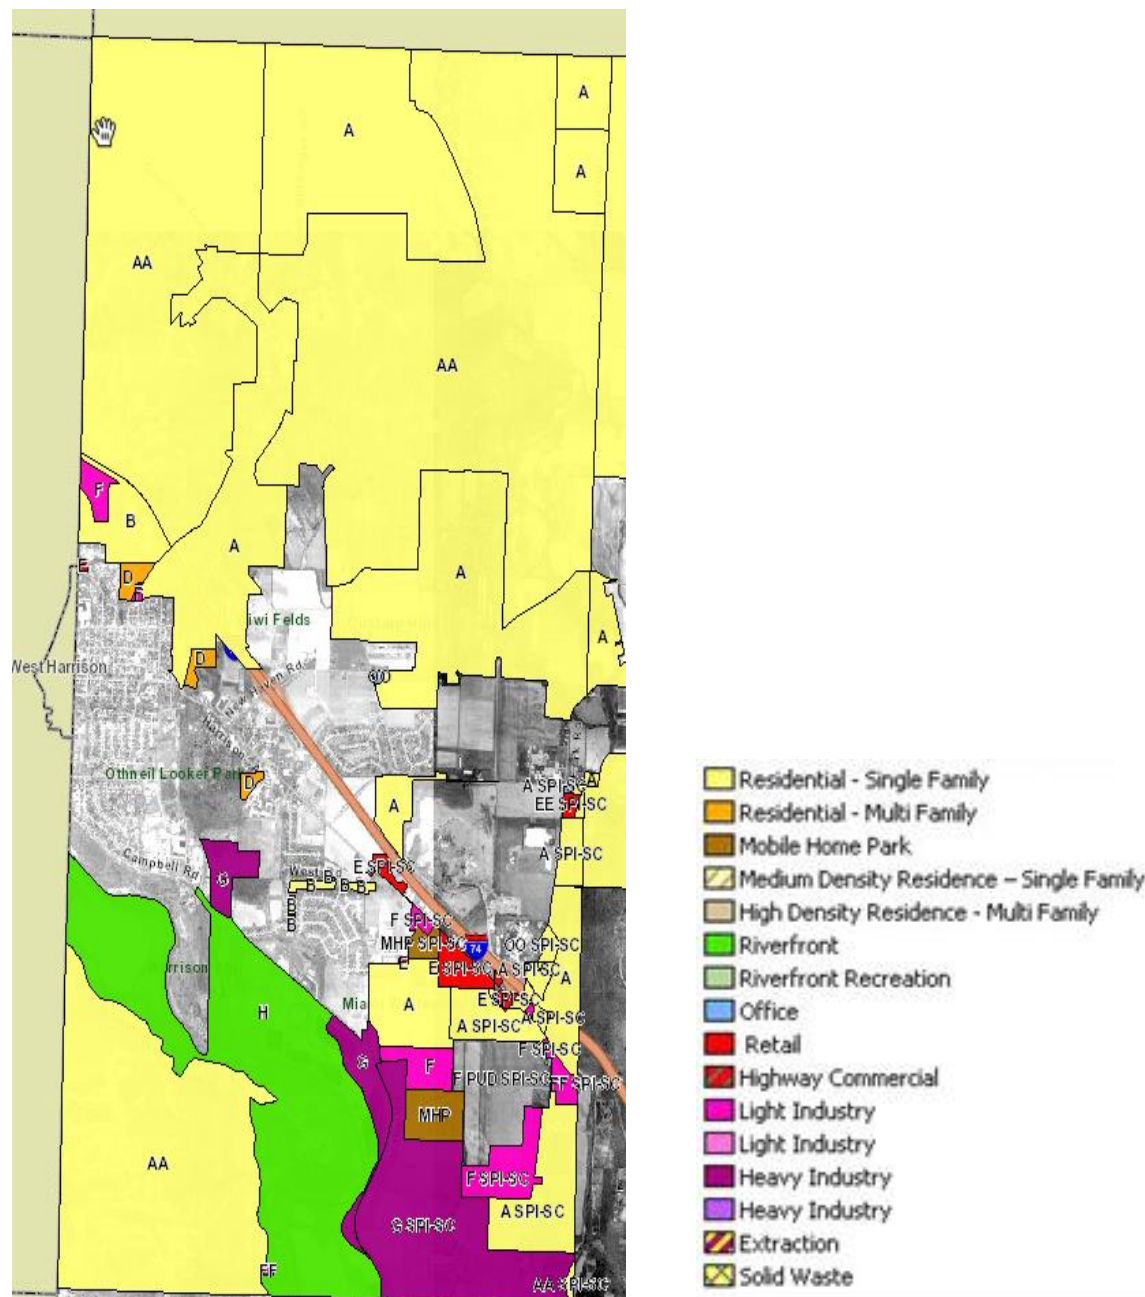 A
A
A
AA
AA
F
B
A
A
E
D
iwi Felds
A
West Harrison
D
New Haven Rd
Harrison
Othneil Looker Par
D
A SPI-SC
A
EE SPI-SC
A
A SPI-SC
Campbell Rd
G
West Rd
E SPI-SC
B
B
B
B
B
B
B
F SPI-SC
MHP SPI-SC
OO SPI-SC
E
E SPI-SC
74
A SPI-SC
A
rrison
H
Mia
A
E SPI-SC
A SPI-SC
A SPI-SC
F SPI-SC
G
F
F PUD SPI-SC
FF SPI-SC
MHP
AA
F SPI-SC
A SPI-SC
G SPI-SC
AA SPI-SC
Residential - Single Family
Residential - Multi Family
Mobile Home Park
Medium Density Residence – Single Family
High Density Residence - Multi Family
Riverfront
Riverfront Recreation
Office
Retail
Highway Commercial
Light Industry
Light Industry
Heavy Industry
Heavy Industry
Extraction
Solid Waste